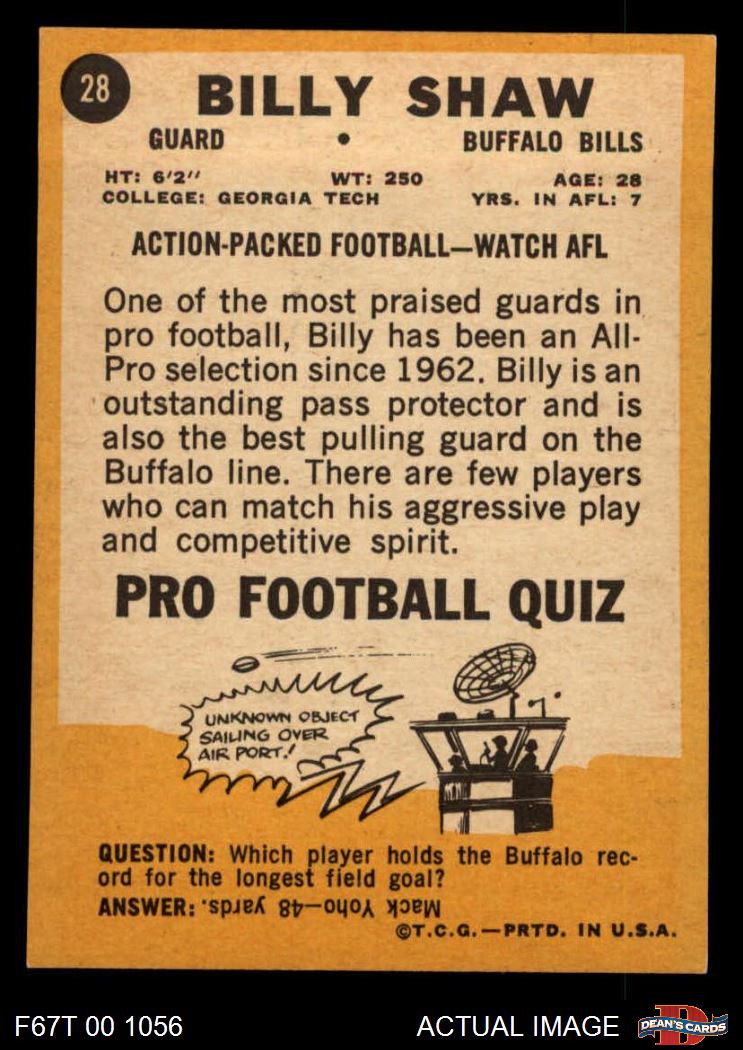 28
BILLY SHAW
GUARD • BUFFALO BILLS
HT: 6'2" WT: 250 AGE: 28
COLLEGE: GEORGIA TECH YRS. IN AFL: 7
ACTION-PACKED FOOTBALL—WATCH AFL
One of the most praised guards in
pro football, Billy has been an All-
Pro selection since 1962. Billy is an
outstanding pass protector and is
also the best pulling guard on the
Buffalo line. There are few players
who can match his aggressive play
and competitive spirit.
PRO FOOTBALL QUIZ
UNKNOWN OBJECT
SAILING OVER
AIR PORT!
QUESTION: Which player holds the Buffalo rec-
ord for the longest field goal?
ANSWER: Mack Yoho—48 yards.
©T.C.G.—PRTD. IN U.S.A.
F67T 00 1056 ACTUAL IMAGE DEAN'S CARDS